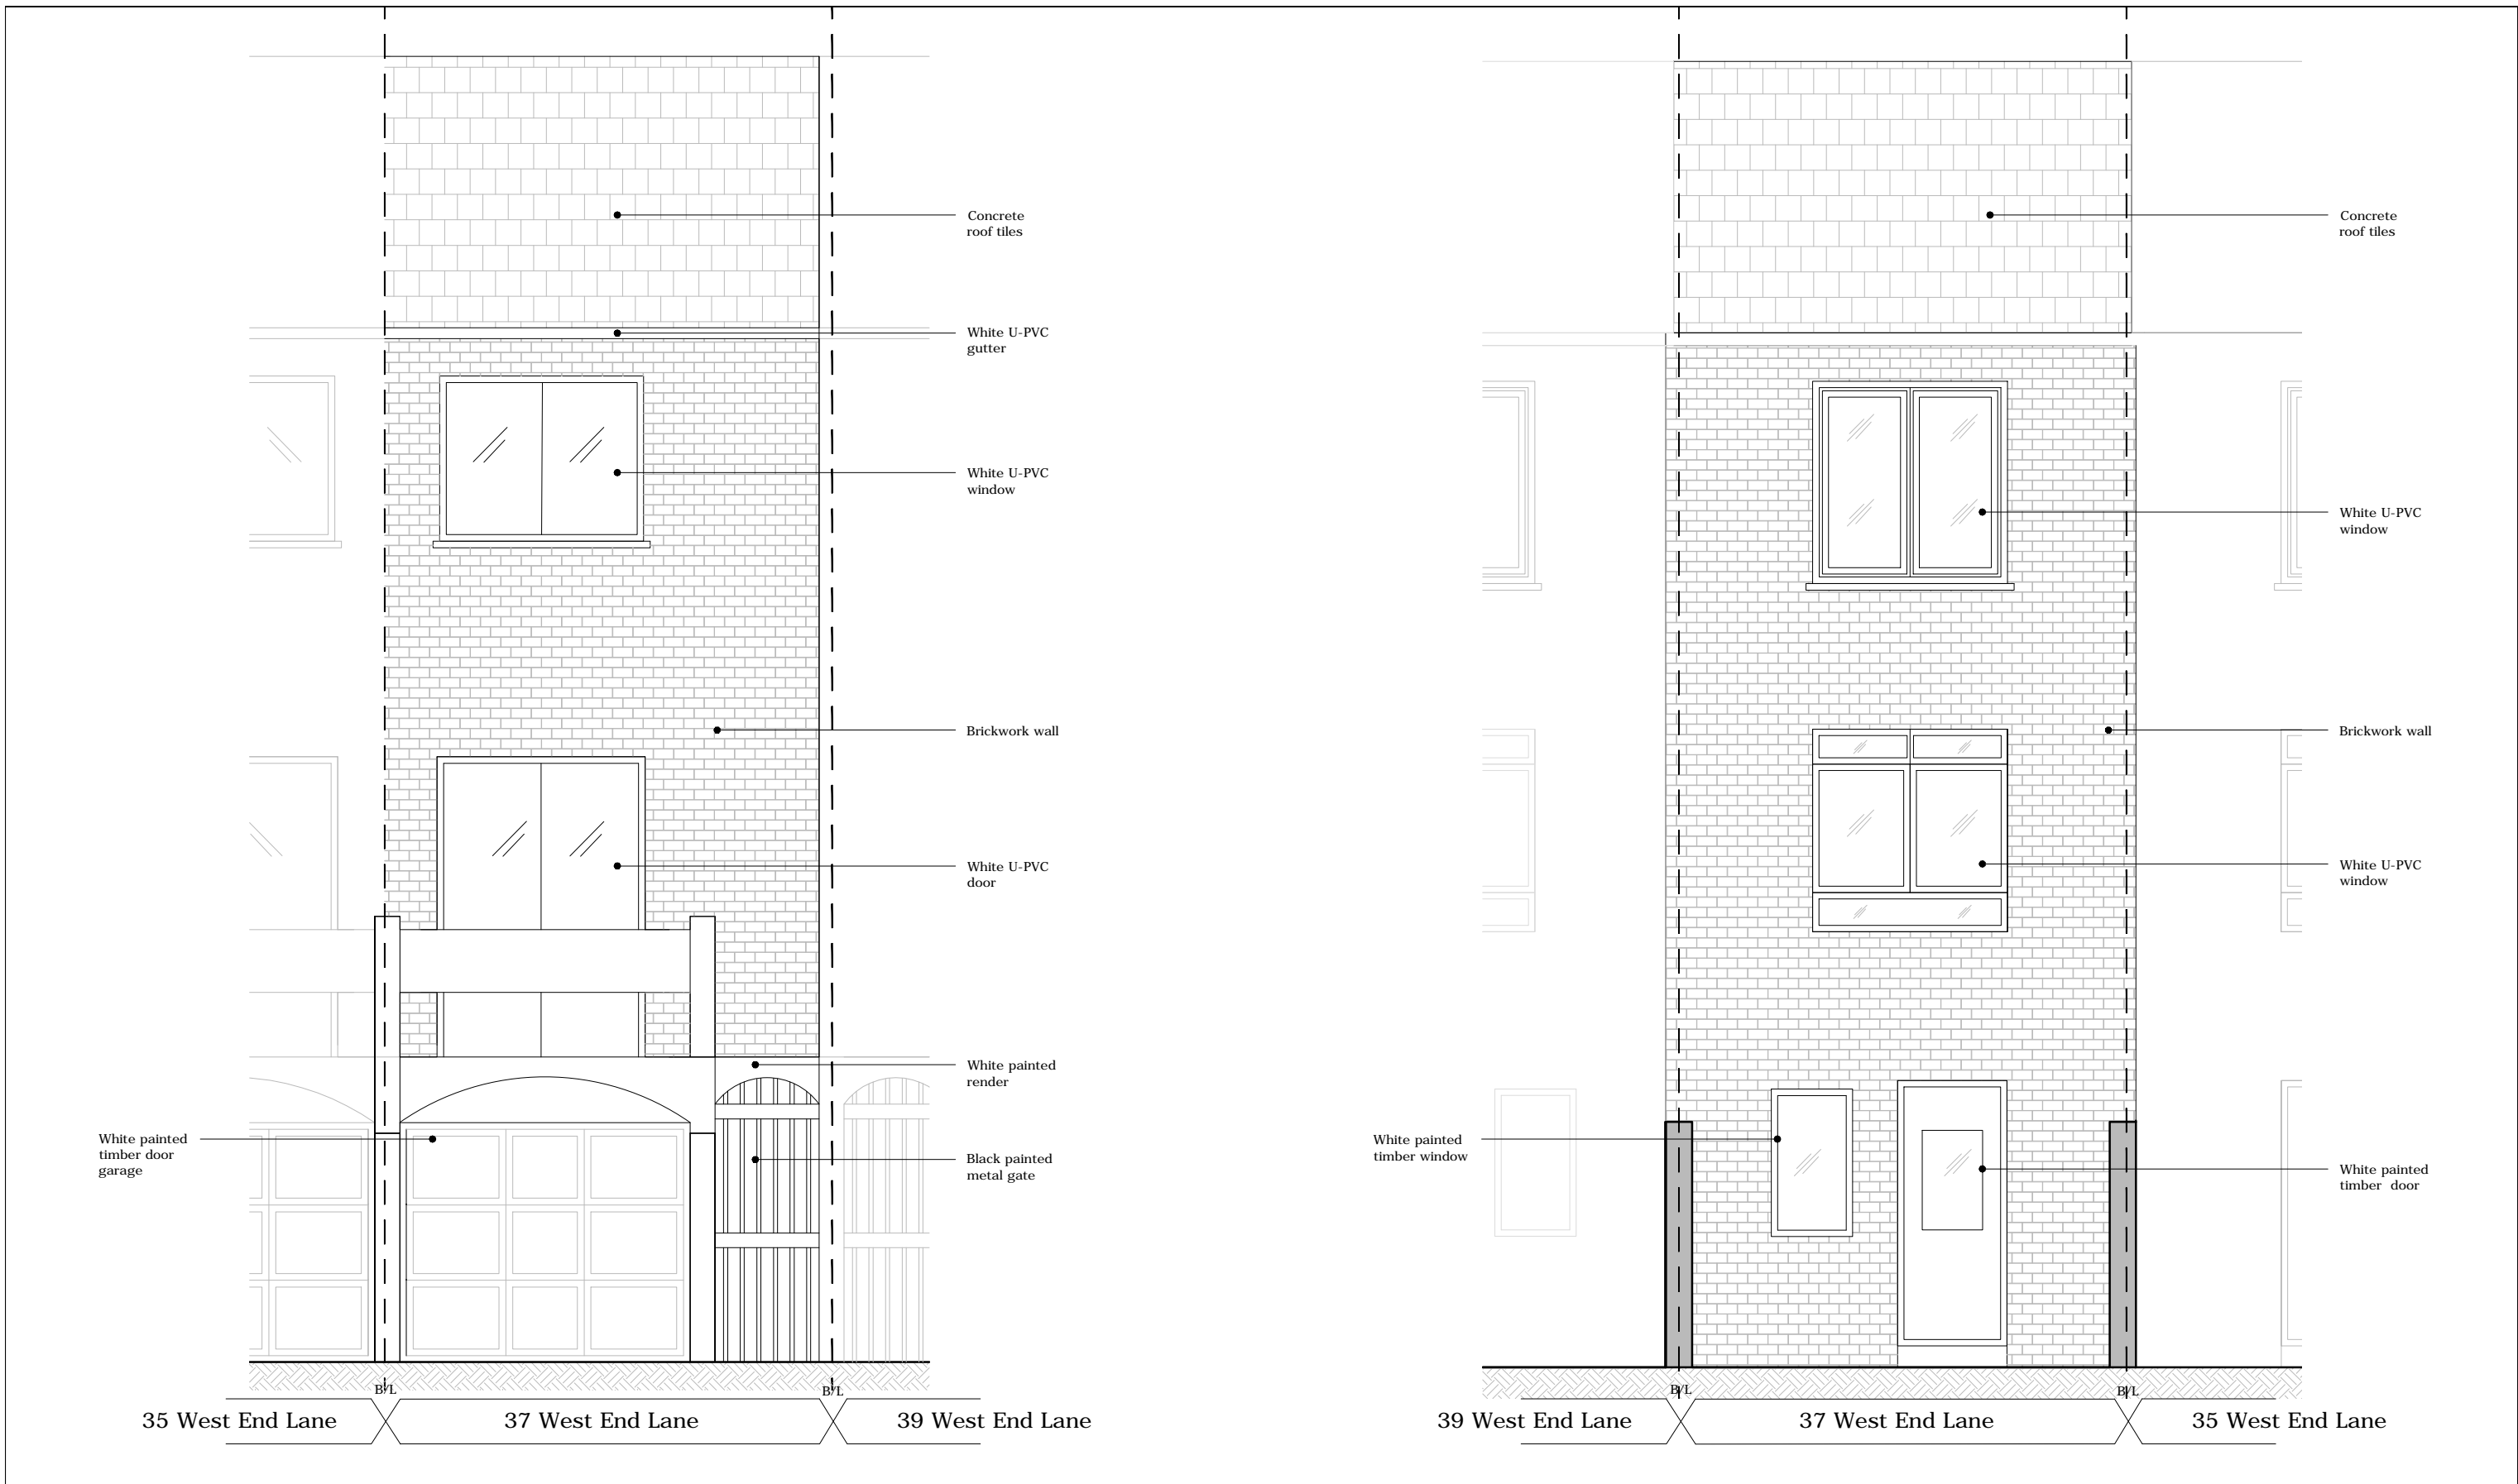 Concrete
roof tiles
White U-PVC
gutter
White U-PVC
window
Brickwork wall
White U-PVC
door
White painted
render
White painted
timber door
garage
Black painted
metal gate
B/L
B/L
35 West End Lane
37 West End Lane
39 West End Lane
Concrete
roof tiles
White U-PVC
window
Brickwork wall
White U-PVC
window
White painted
timber window
White painted
timber door
B/L
B/L
39 West End Lane
37 West End Lane
35 West End Lane